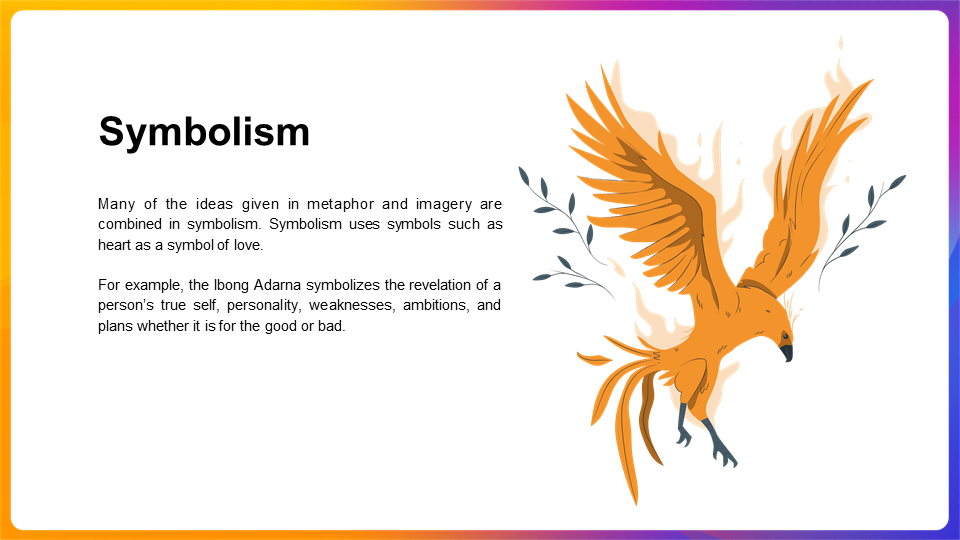 Symbolism
Many of the ideas given in metaphor and imagery are
combined in symbolism. Symbolism uses symbols such as
heart as a symbol of love.
For example, the Ibong Adarna symbolizes the revelation of a
person’s true self, personality, weaknesses, ambitions, and
plans whether it is for the good or bad.